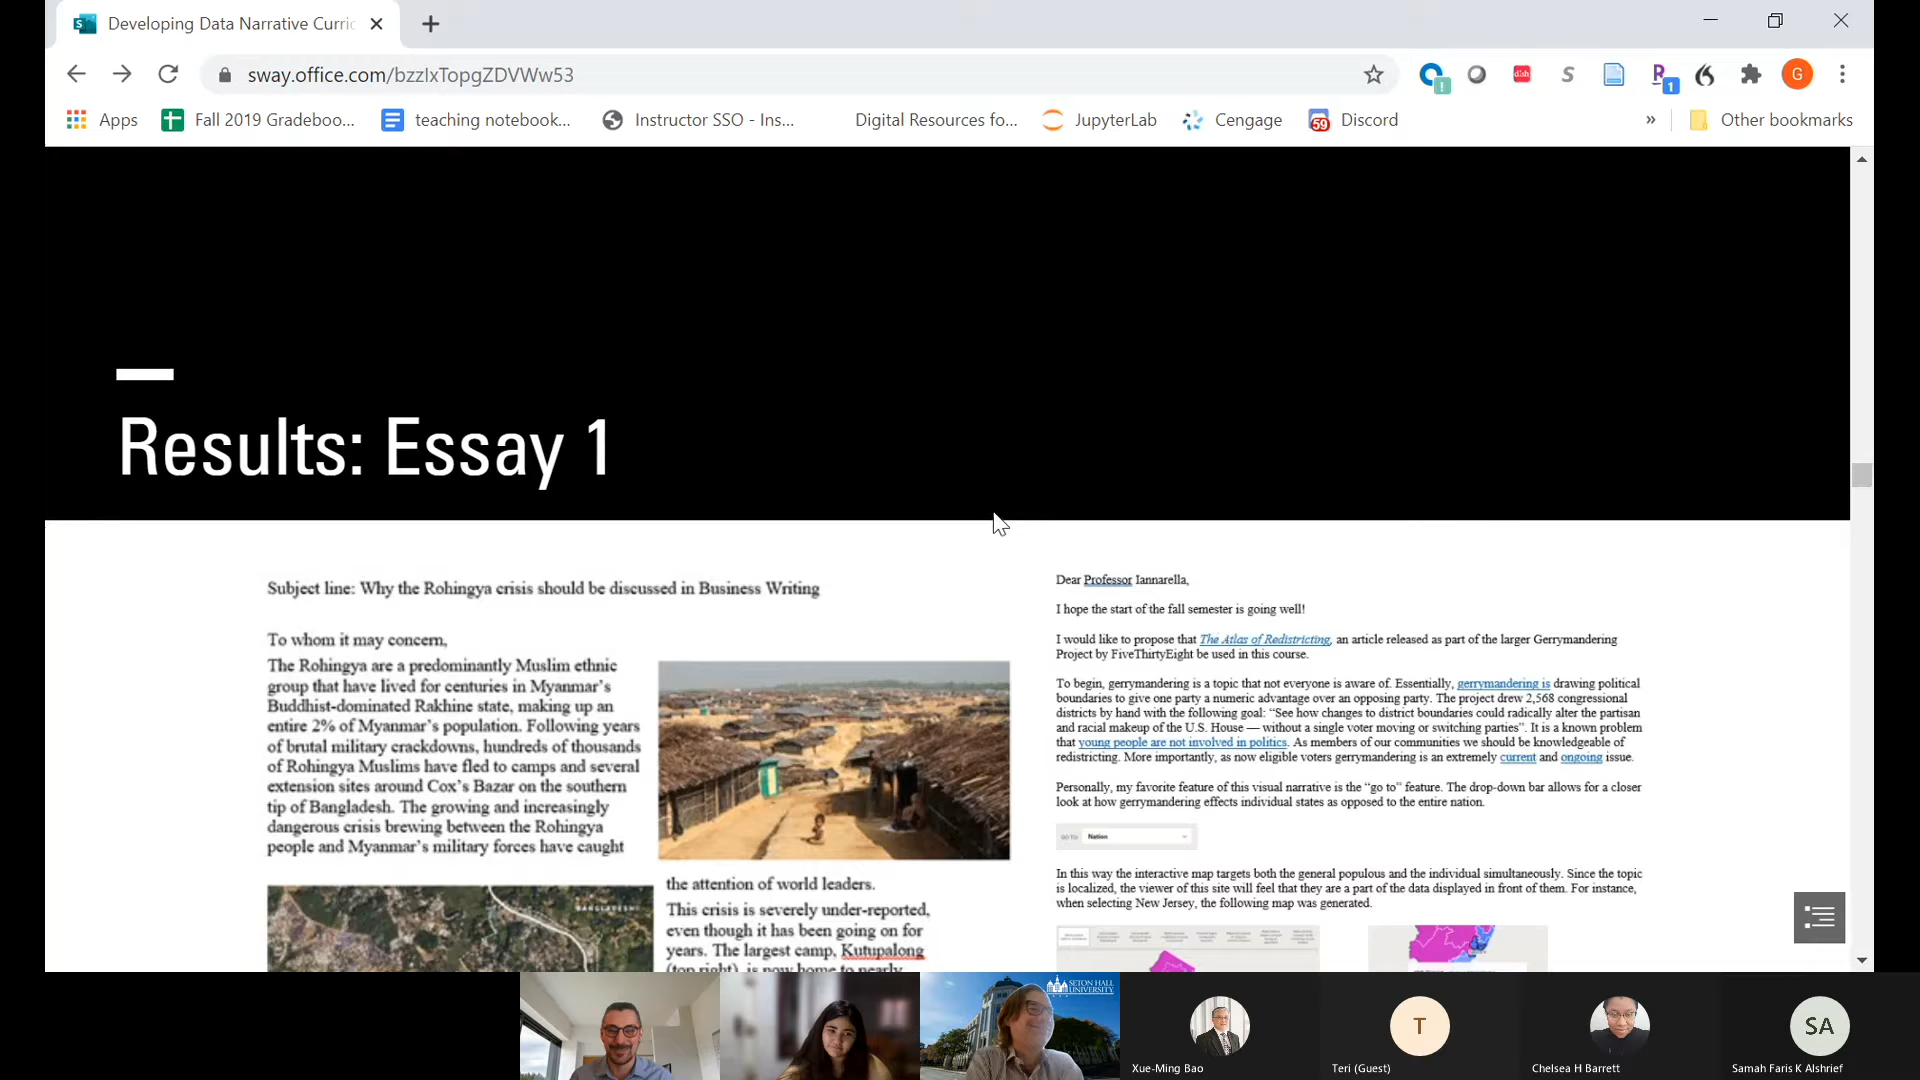 Developing Data Narrative Curric
sway.office.com/bzzlxTopgZDVWw53
dish
1
G
Apps
Fall 2019 Gradeboo...
teaching notebook...
Instructor SSO - Ins...
Digital Resources fo...
JupyterLab
Cengage
59
Discord
»
Other bookmarks
Results: Essay 1
Subject line: Why the Rohingya crisis should be discussed in Business Writing
To whom it may concern,
The Rohingya are a predominantly Muslim ethnic
group that have lived for centuries in Myanmar's
Buddhist-dominated Rakhine state, making up an
entire 2% of Myanmar's population. Following years
of brutal military crackdowns, hundreds of thousands
of Rohingya Muslims have fled to camps and several
extension sites around Cox's Bazar on the southern
tip of Bangladesh. The growing and increasingly
dangerous crisis brewing between the Rohingya
people and Myanmar's military forces have caught
the attention of world leaders.
This crisis is severely under-reported,
even though it has been going on for
years. The largest camp, Kutupalong
(top right), is now home to nearly
BANGLADESH
Dear Professor Iannarella,
I hope the start of the fall semester is going well!
I would like to propose that The Atlas of Redistricting, an article released as part of the larger Gerrymandering
Project by FiveThirtyEight be used in this course.
To begin, gerrymandering is a topic that not everyone is aware of. Essentially, gerrymandering is drawing political
boundaries to give one party a numeric advantage over an opposing party. The project drew 2,568 congressional
districts by hand with the following goal: “See how changes to district boundaries could radically alter the partisan
and racial makeup of the U.S. House — without a single voter moving or switching parties”. It is a known problem
that young people are not involved in politics. As members of our communities we should be knowledgeable of
redistricting. More importantly, as now eligible voters gerrymandering is an extremely current and ongoing issue.
Personally, my favorite feature of this visual narrative is the “go to” feature. The drop-down bar allows for a closer
look at how gerrymandering effects individual states as opposed to the entire nation.
GO TO Nation
In this way the interactive map targets both the general populous and the individual simultaneously. Since the topic
is localized, the viewer of this site will feel that they are a part of the data displayed in front of them. For instance,
when selecting New Jersey, the following map was generated.
SETON HALL
UNIVERSITY
T
SA
Xue-Ming Bao
Teri (Guest)
Chelsea H Barrett
Samah Faris K Alshrief